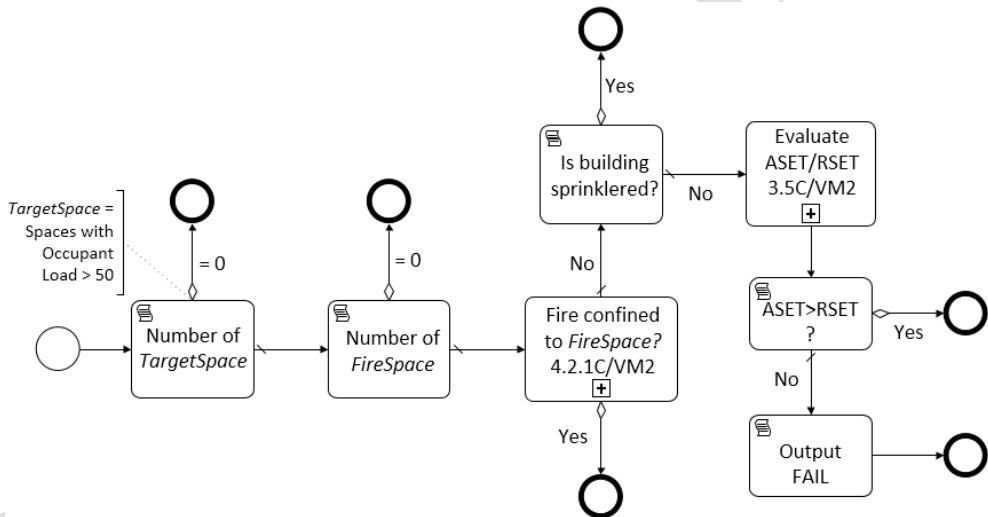 TargetSpace =
Spaces with
Occupant
Load > 50
= 0
Number of
TargetSpace
= 0
Number of
FireSpace
Fire confined
to FireSpace?
4.2.1C/VM2
Yes
No
Is building
sprinklered?
Yes
No
Evaluate
ASET/RSET
3.5C/VM2
ASET>RSET
?
Yes
No
Output
FAIL